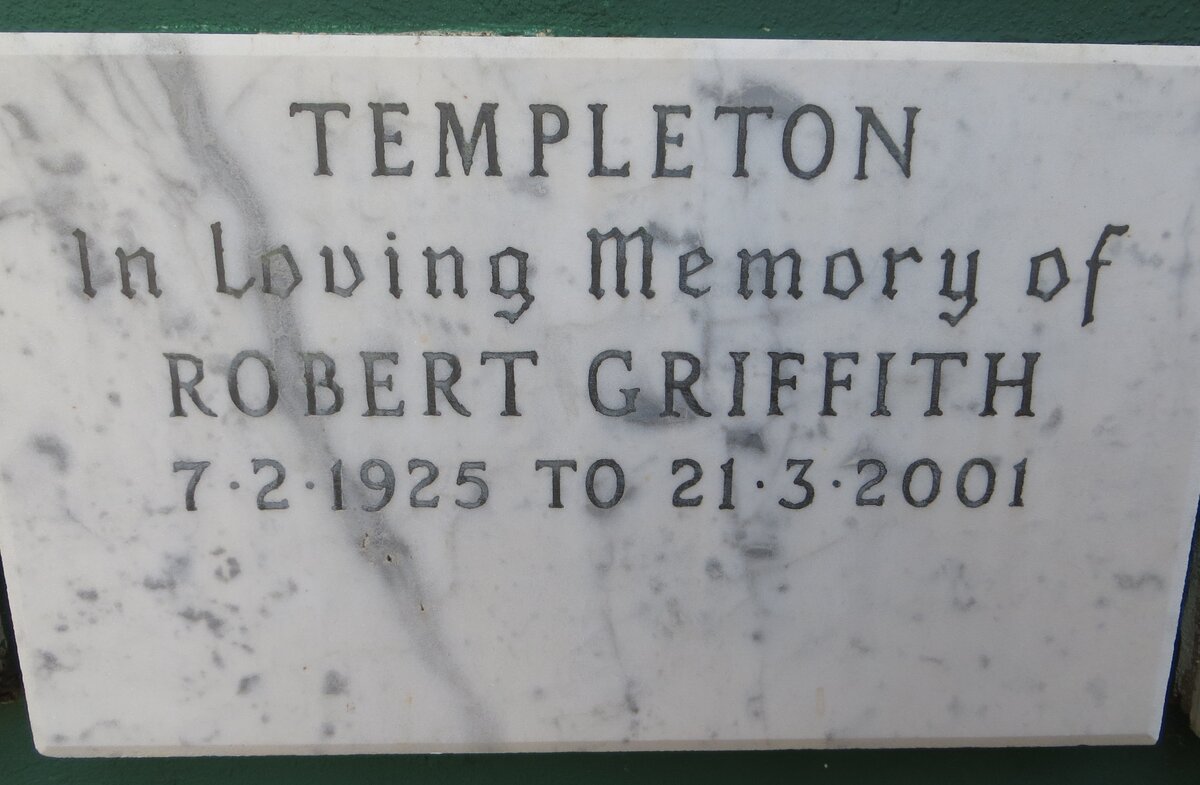 TEMPLETON
In Loving Memory of
ROBERT GRIFFITH
7·2·1925 TO 21·3·2001